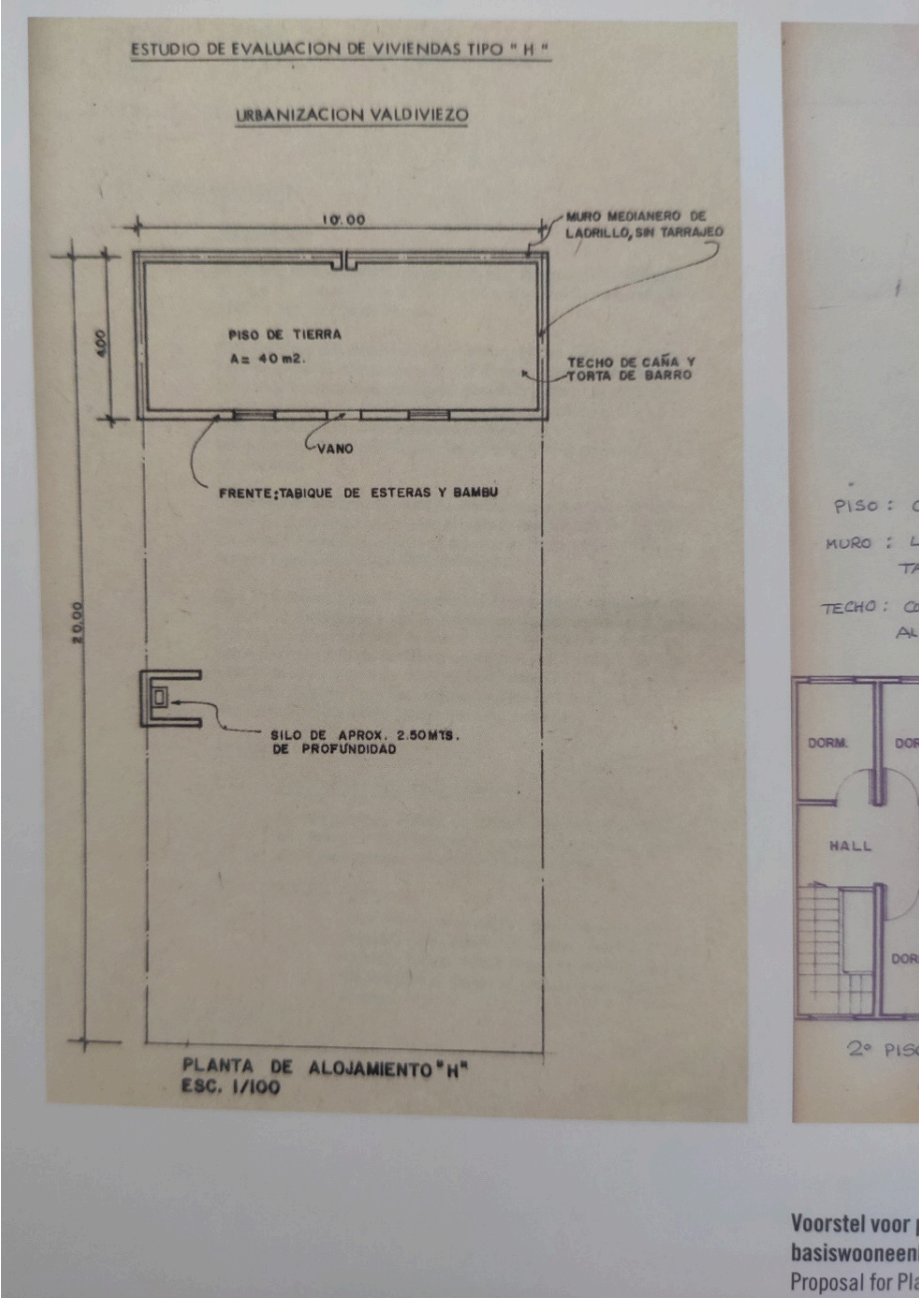 ESTUDIO DE EVALUACION DE VIVIENDAS TIPO " H "
URBANIZACION VALDIVIEZO
10.00
MURO MEDIANERO DE
LADRILLO, SIN TARRAJEO
4.00
PISO DE TIERRA
A= 40 m2.
TECHO DE CAÑA Y
TORTA DE BARRO
VANO
FRENTE: TABIQUE DE ESTERAS Y BAMBU
20.00
SILO DE APROX. 2.50 MTS.
DE PROFUNDIDAD
PLANTA DE ALOJAMIENTO "H"
ESC. 1/100
PISO :
MURO :
TECHO :
DORM.
HALL
2º
Voorstel voor
Proposal for